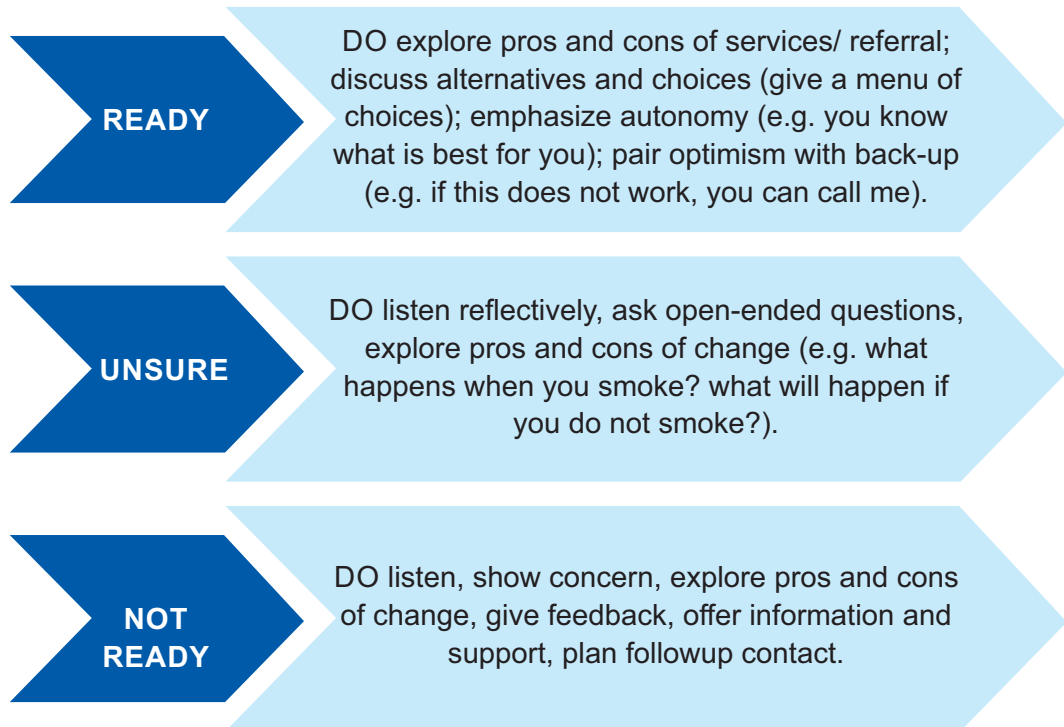 READY
DO explore pros and cons of services/ referral;
discuss alternatives and choices (give a menu of
choices); emphasize autonomy (e.g. you know
what is best for you); pair optimism with back-up
(e.g. if this does not work, you can call me).
UNSURE
DO listen reflectively, ask open-ended questions,
explore pros and cons of change (e.g. what
happens when you smoke? what will happen if
you do not smoke?).
NOT
READY
DO listen, show concern, explore pros and cons
of change, give feedback, offer information and
support, plan followup contact.